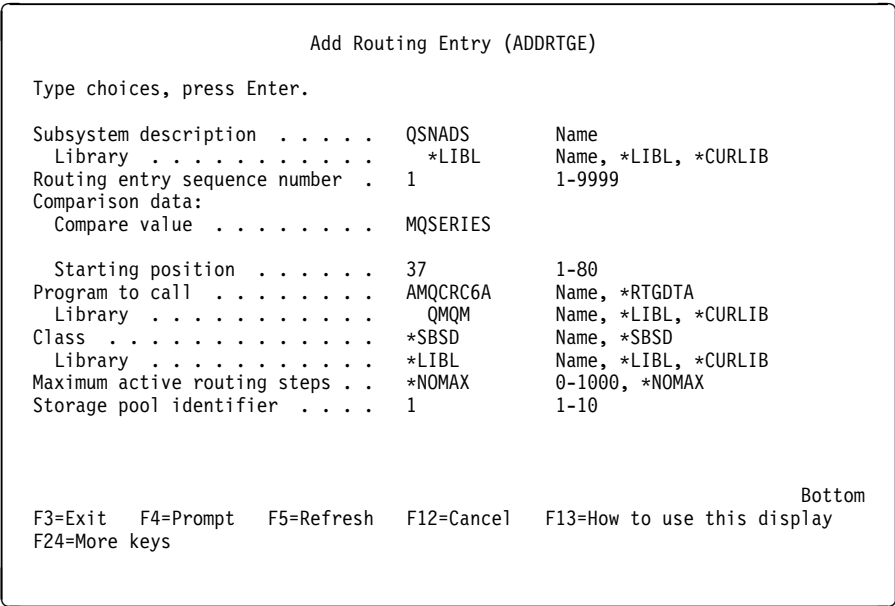 Add Routing Entry (ADDRTGE)
Type choices, press Enter.
Subsystem description . . . . . QSNADS Name
Library . . . . . . . . . . . *LIBL Name, *LIBL, *CURLIB
Routing entry sequence number . 1 1-9999
Comparison data:
Compare value . . . . . . . . MQSERIES
Starting position . . . . . . 37 1-80
Program to call . . . . . . . . AMQCRC6A Name, *RTGDTA
Library . . . . . . . . . . . QMQM Name, *LIBL, *CURLIB
Class . . . . . . . . . . . . . *SBSD Name, *SBSD
Library . . . . . . . . . . . *LIBL Name, *LIBL, *CURLIB
Maximum active routing steps . . *NOMAX 0-1000, *NOMAX
Storage pool identifier . . . . 1 1-10
Bottom
F3=Exit F4=Prompt F5=Refresh F12=Cancel F13=How to use this display
F24=More keys